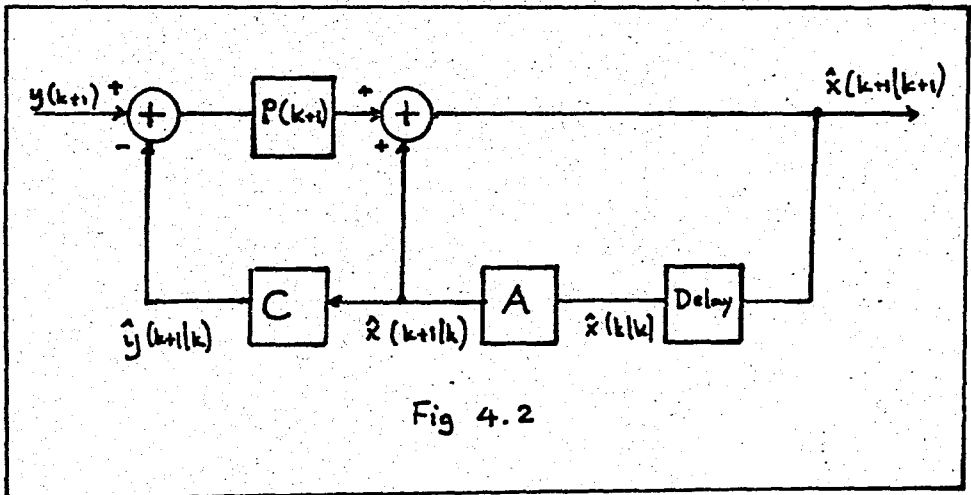 y(k+1) + + P(k+1) + + x̂(k+1|k+1)
- +
C A Delay
ŷ(k+1|k) x̂(k+1|k) x̂(k|k)
Fig 4.2